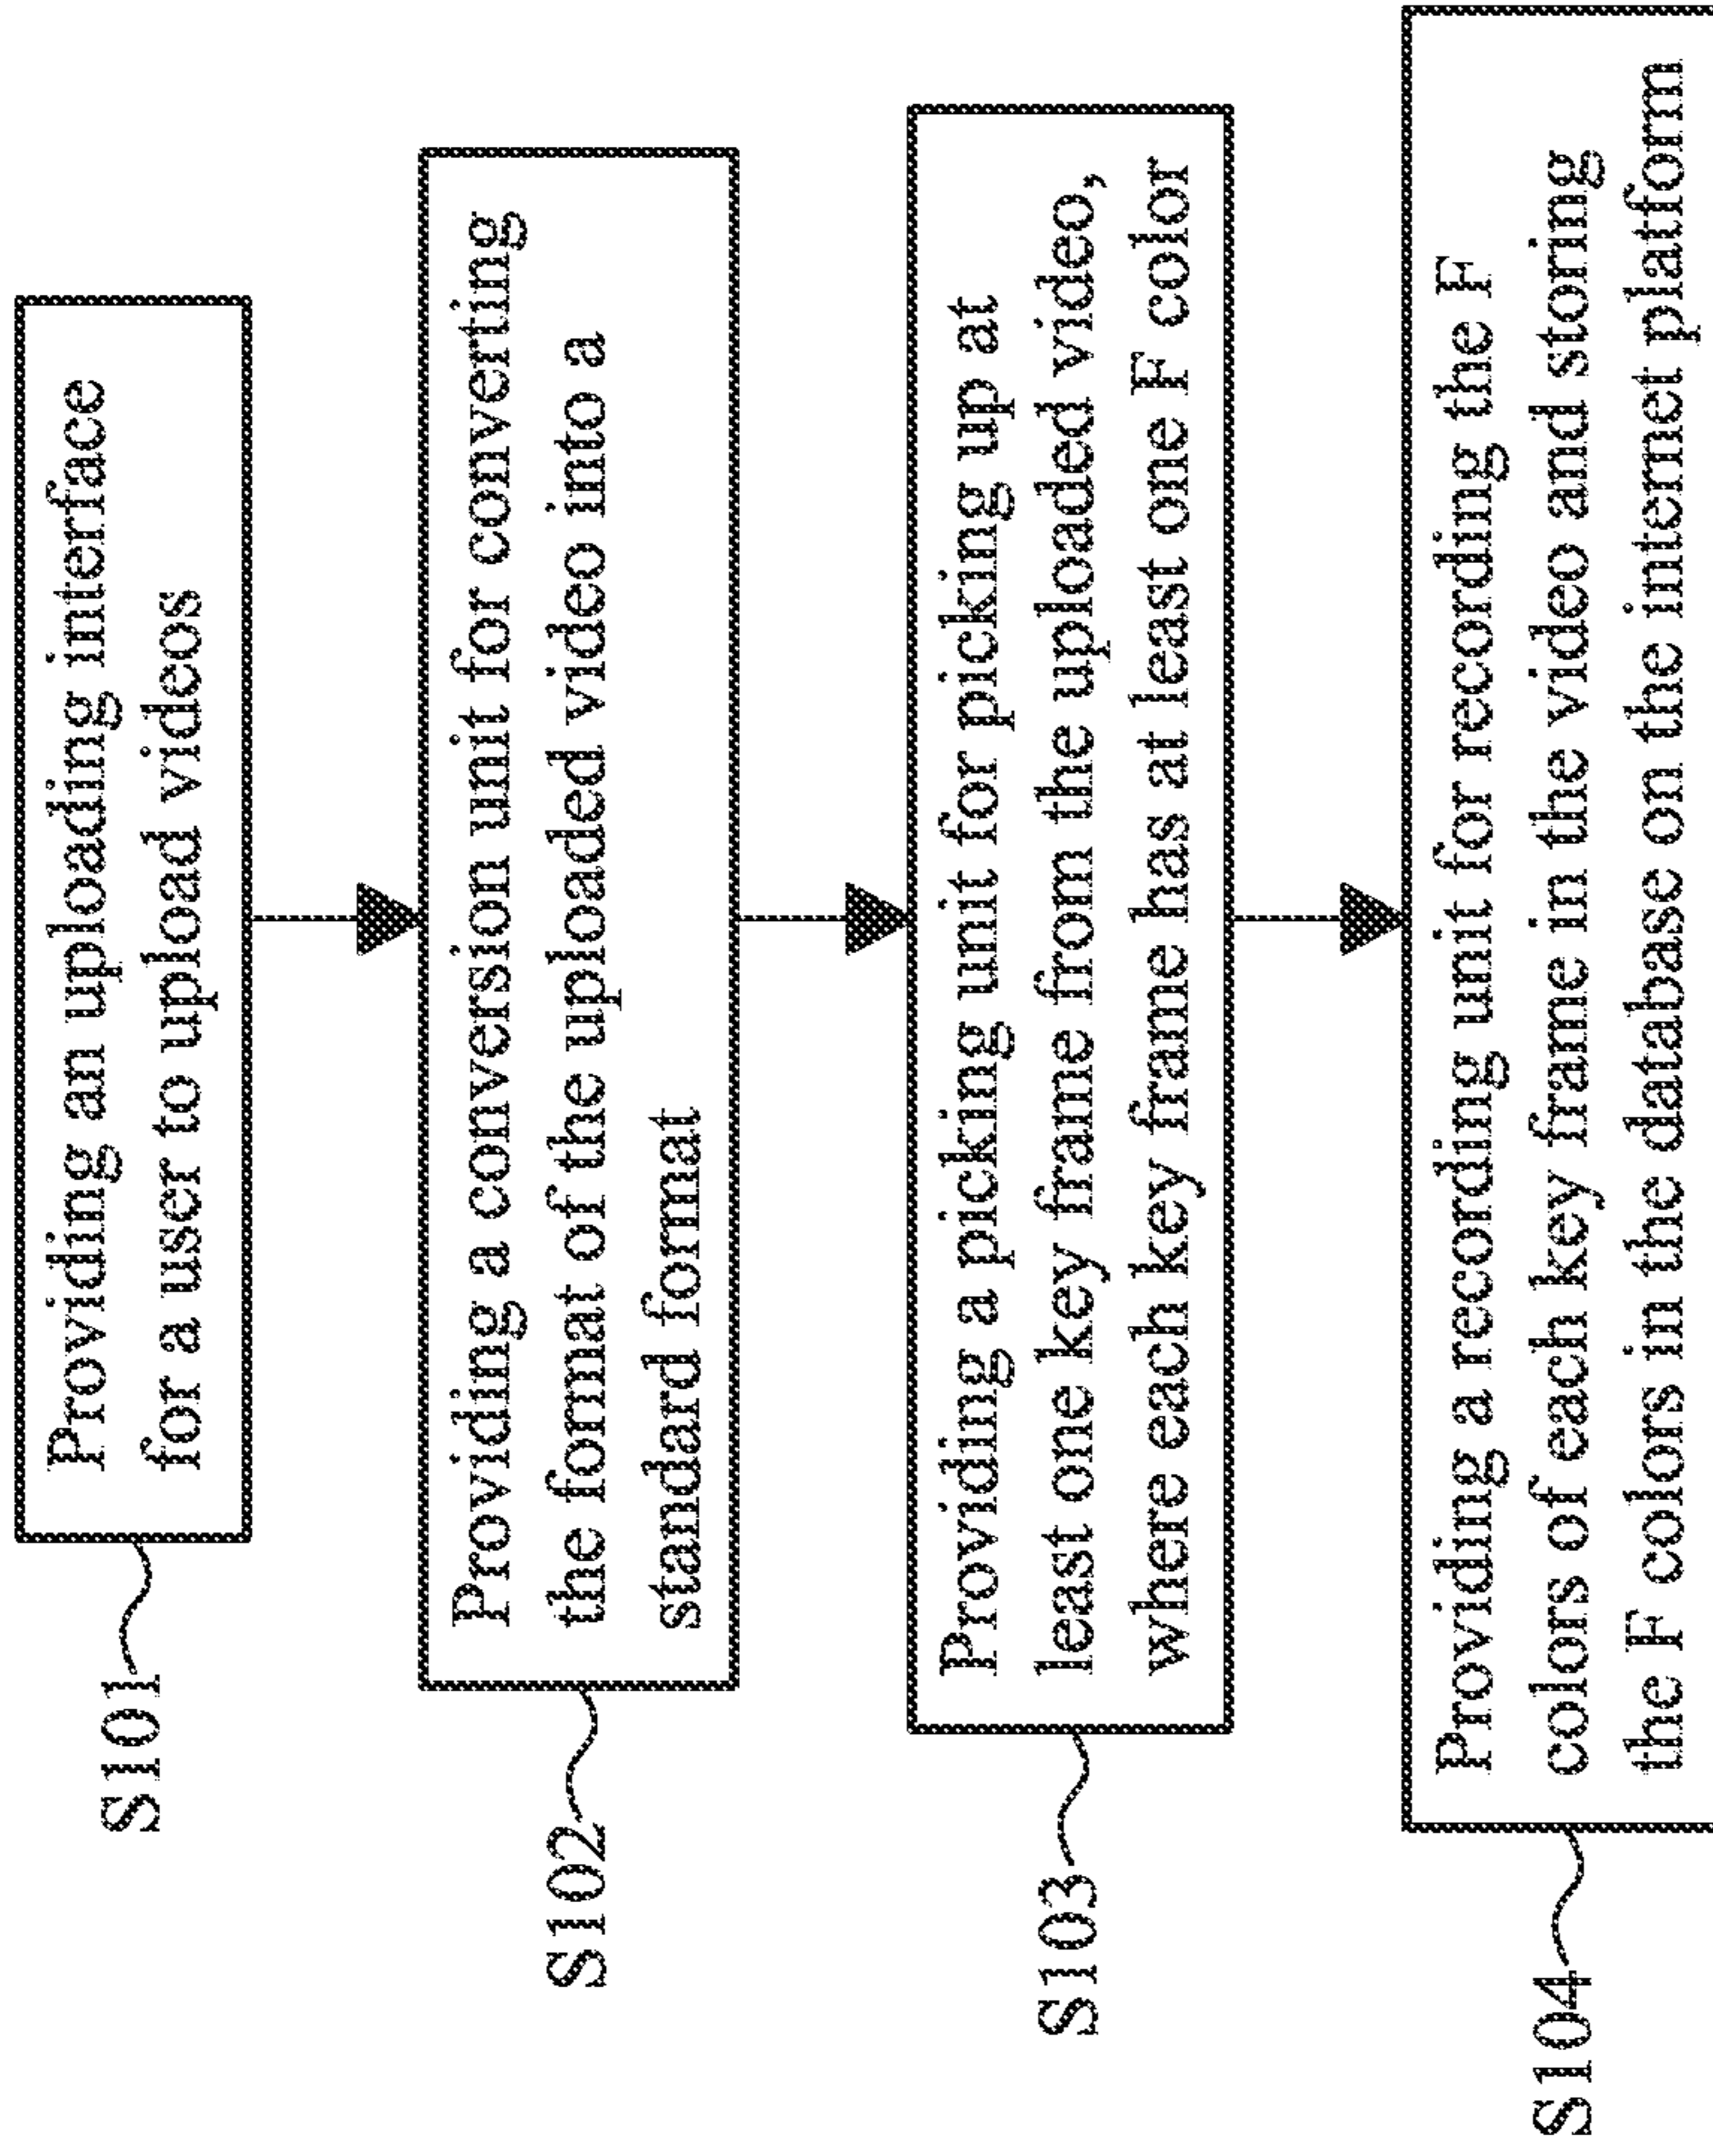 S101
Providing an uploading interface
for a user to upload videos
S102
Providing a conversion unit for converting
the format of the uploaded video into a
standard format
S103
Providing a picking unit for picking up at
least one key frame from the uploaded video,
where each key frame has at least one F color
S104
Providing a recording unit for recording the F
colors of each key frame in the video and storing
the F colors in the database on the internet platform